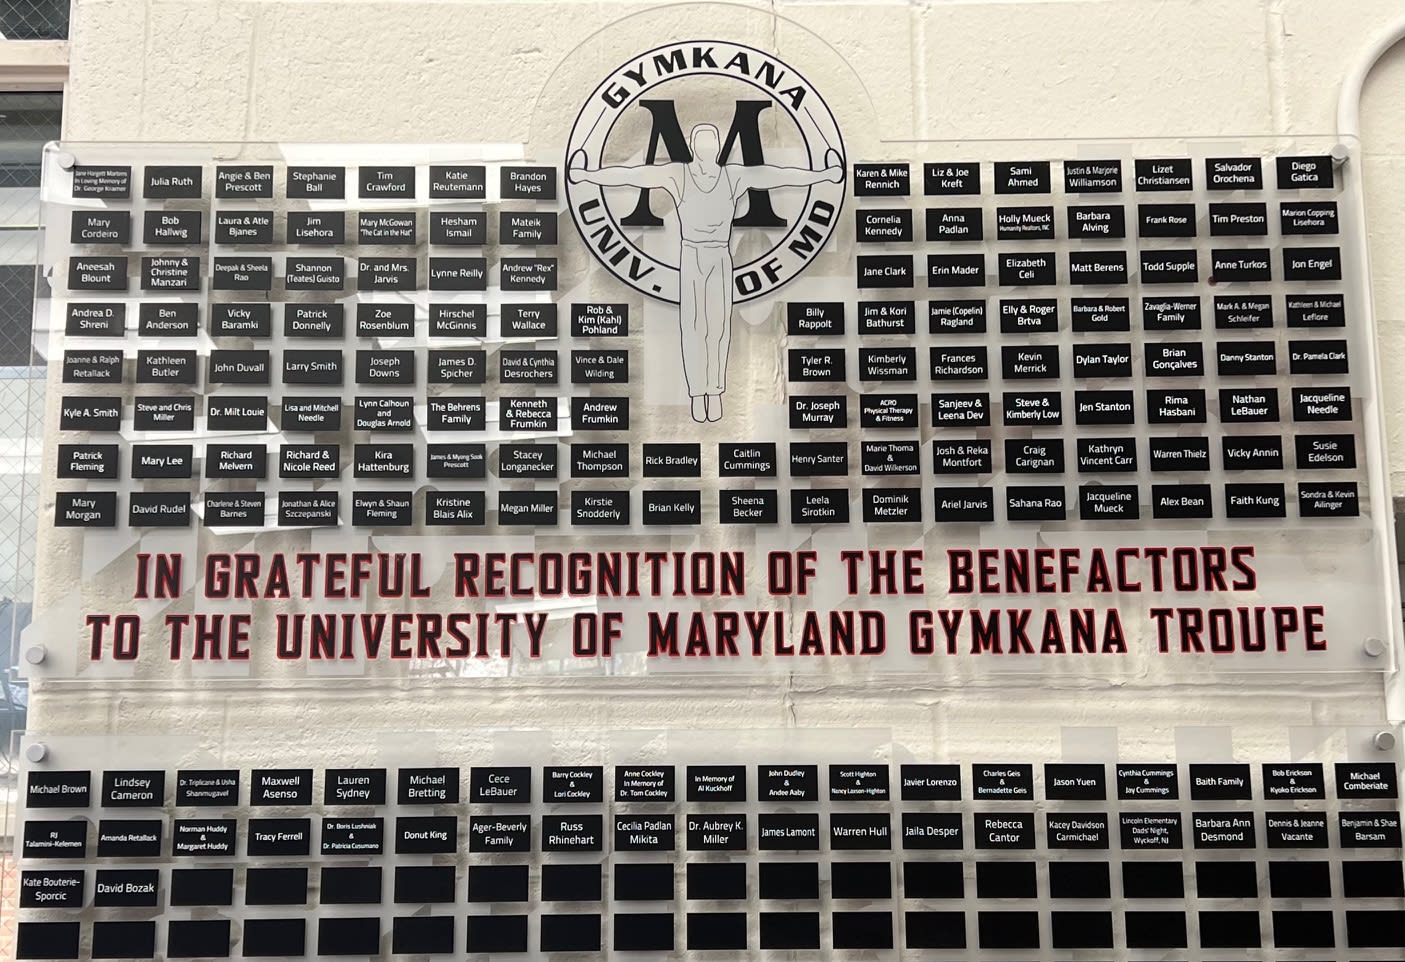 GYMKANA
M
UNIV. OF MD
Jane Hargett Martens
In Loving Memory of
Dr. George Kramer
Julia Ruth
Angie & Ben
Prescott
Stephanie
Ball
Tim
Crawford
Katie
Reutemann
Brandon
Hayes
Karen & Mike
Rennich
Liz & Joe
Kreft
Sami
Ahmed
Justin & Marjorie
Williamson
Lizet
Christiansen
Salvador
Orochena
Diego
Gatica
Mary
Cordeiro
Bob
Hallwig
Laura & Atle
Bjanes
Jim
Lisehora
Mary McGowan
"The Cat in the Hat"
Hesham
Ismail
Mateik
Family
Cornelia
Kennedy
Anna
Padlan
Holly Mueck
Humanity Realtors, INC
Barbara
Alving
Frank Rose
Tim Preston
Marion Copping
Lisehora
Aneesah
Blount
Johnny &
Christine
Manzari
Deepak & Sheela
Rao
Shannon
(Teates) Guisto
Dr. and Mrs.
Jarvis
Lynne Reilly
Andrew "Rex"
Kennedy
Jane Clark
Erin Mader
Elizabeth
Celi
Matt Berens
Todd Supple
Anne Turkos
Jon Engel
Andrea D.
Shreni
Ben
Anderson
Vicky
Baramki
Patrick
Donnelly
Zoe
Rosenblum
Hirschel
McGinnis
Terry
Wallace
Rob &
Kim (Kahl)
Pohland
Billy
Rappolt
Jim & Kori
Bathurst
Jamie (Copelin)
Ragland
Elly & Roger
Brtva
Barbara & Robert
Gold
Zavaglia-Werner
Family
Mark A. & Megan
Schleifer
Kathleen & Michael
Leflore
Joanne & Ralph
Retallack
Kathleen
Butler
John Duvall
Larry Smith
Joseph
Downs
James D.
Spicher
David & Cynthia
Desrochers
Vince & Dale
Wilding
Tyler R.
Brown
Kimberly
Wissman
Frances
Richardson
Kevin
Merrick
Dylan Taylor
Brian
Gonçalves
Danny Stanton
Dr. Pamela Clark
Kyle A. Smith
Steve and Chris
Miller
Dr. Milt Louie
Lisa and Mitchell
Needle
Lynn Calhoun
and
Douglas Arnold
The Behrens
Family
Kenneth
& Rebecca
Frumkin
Andrew
Frumkin
Dr. Joseph
Murray
ACRO
Physical Therapy
& Fitness
Sanjeev &
Leena Dev
Steve &
Kimberly Low
Jen Stanton
Rima
Hasbani
Nathan
LeBauer
Jacqueline
Needle
Patrick
Fleming
Mary Lee
Richard
Melvern
Richard &
Nicole Reed
Kira
Hattenburg
James & Myong Sook
Prescott
Stacey
Longanecker
Michael
Thompson
Rick Bradley
Caitlin
Cummings
Henry Santer
Marie Thoma
&
David Wilkerson
Josh & Reka
Montfort
Craig
Carignan
Kathryn
Vincent Carr
Warren Thielz
Vicky Annin
Susie
Edelson
Mary
Morgan
David Rudel
Charlene & Steven
Barnes
Jonathan & Alice
Szczepanski
Elwyn & Shaun
Fleming
Kristine
Blais Alix
Megan Miller
Kirstie
Snodderly
Brian Kelly
Sheena
Becker
Leela
Sirotkin
Dominik
Metzler
Ariel Jarvis
Sahana Rao
Jacqueline
Mueck
Alex Bean
Faith Kung
Sondra & Kevin
Ailinger
IN GRATEFUL RECOGNITION OF THE BENEFACTORS
TO THE UNIVERSITY OF MARYLAND GYMKANA TROUPE
Michael Brown
Lindsey
Cameron
Dr. Triplicane & Usha
Shanmugavel
Maxwell
Asenso
Lauren
Sydney
Michael
Bretting
Cece
LeBauer
Barry Cockley
&
Lori Cockley
Anne Cockley
In Memory of
Dr. Tom Cockley
In Memory of
Al Kuckhoff
John Dudley
&
Andee Aaby
Scott Highton
&
Nancy Laxson-Highton
Javier Lorenzo
Charles Geis
&
Bernadette Geis
Jason Yuen
Cynthia Cummings
&
Jay Cummings
Baith Family
Bob Erickson
&
Kyoko Erickson
Michael
Comberiate
RJ
Talamini-Kelemen
Amanda Retallack
Norman Huddy
&
Margaret Huddy
Tracy Ferrell
Dr. Boris Lushniak
&
Dr. Patricia Cusumano
Donut King
Ager-Beverly
Family
Russ
Rhinehart
Cecilia Padlan
Mikita
Dr. Aubrey K.
Miller
James Lamont
Warren Hull
Jaila Desper
Rebecca
Cantor
Kacey Davidson
Carmichael
Lincoln Elementary
Dads' Night,
Wyckoff, NJ
Barbara Ann
Desmond
Dennis & Jeanne
Vacante
Benjamin & Shae
Barsam
Kate Bouterie-
Sporcic
David Bozak